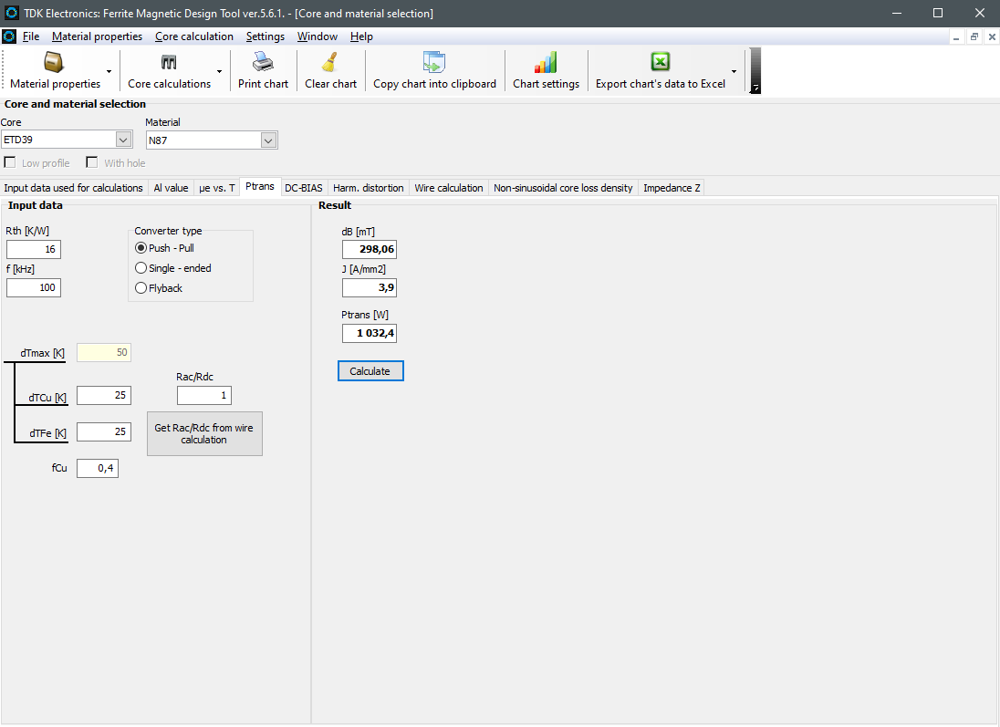 TDK Electronics: Ferrite Magnetic Design Tool ver.5.6.1. - [Core and material selection]
File Material properties Core calculation Settings Window Help
Material properties Core calculations Print chart Clear chart Copy chart into clipboard Chart settings Export chart's data to Excel
Core and material selection
Core Material
ETD39 N87
Low profile With hole
Input data used for calculations Al value µe vs. T Ptrans DC-BIAS Harm. distortion Wire calculation Non-sinusoidal core loss density Impedance Z
Input data Result
Rth [K/W] Converter type dB [mT]
16 Push - Pull 298,06
f [kHz] Single - ended J [A/mm2]
100 Flyback 3,9
Ptrans [W]
1 032,4
dTmax [K] 50
Calculate
Rac/Rdc
dTCu [K] 25 1
dTFe [K] 25 Get Rac/Rdc from wire
calculation
fCu 0,4